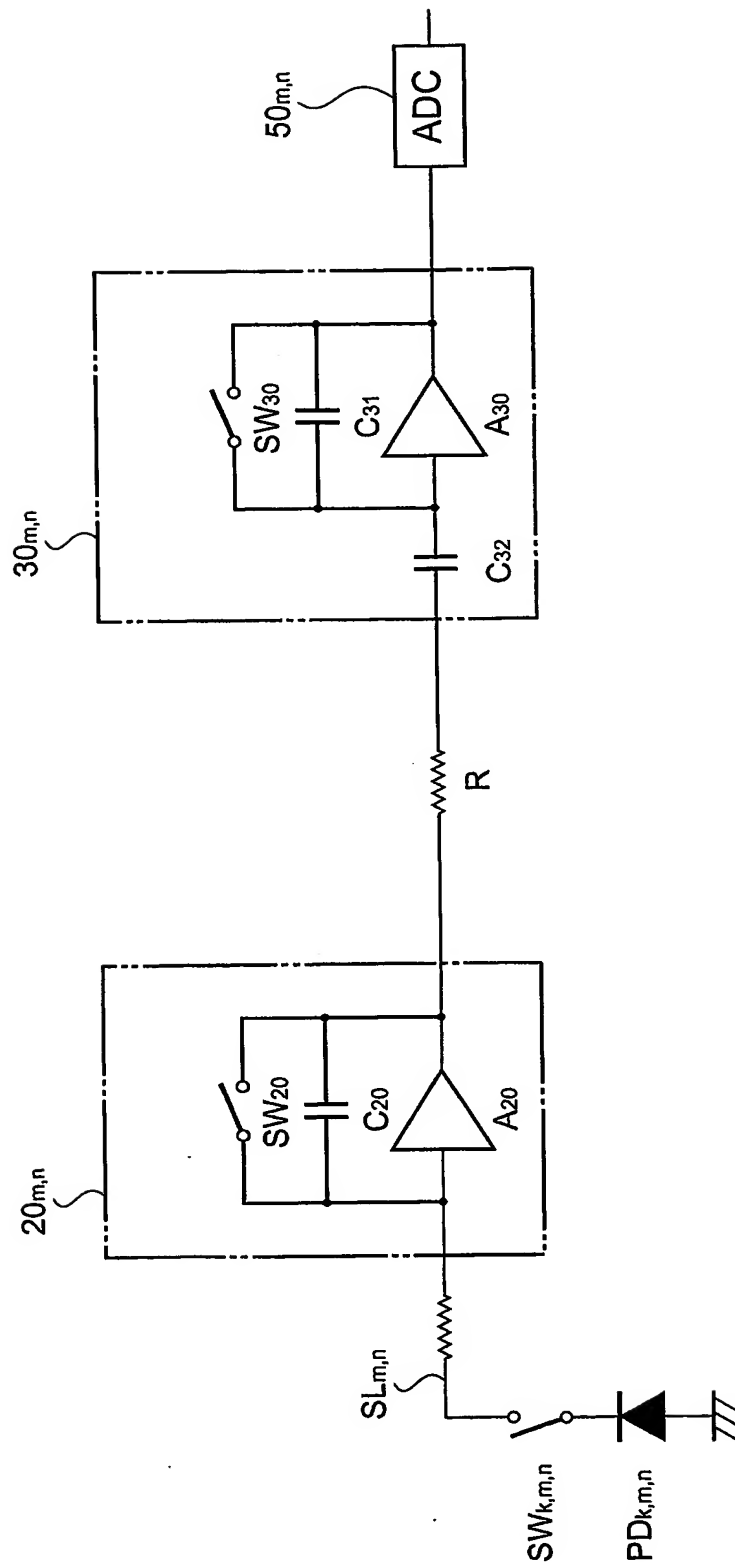 20m,n
SW20
C20
A20
SLm,n
SWk,m,n
PDk,m,n
R
30m,n
SW30
C31
A30
C32
50m,n
ADC